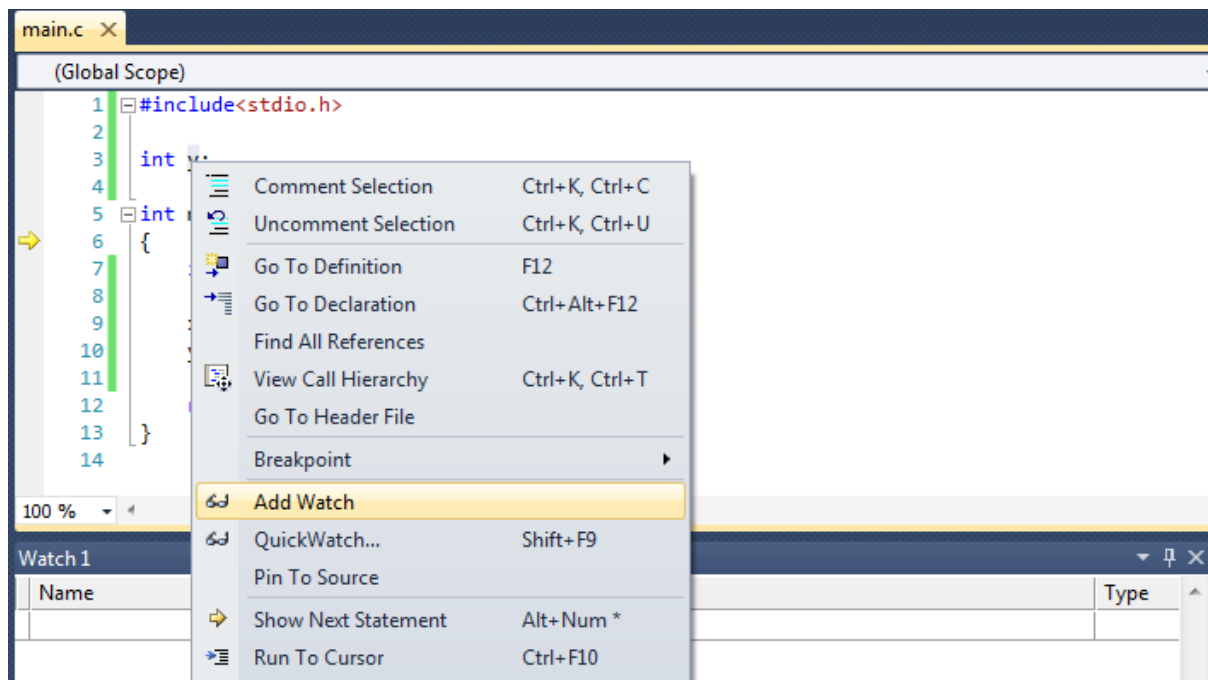 main.c
(Global Scope)
1 #include<stdio.h>
2
3 int y;
4
5 int
6 {
7
8
9
10
11
12
13 }
14
Comment Selection Ctrl+K, Ctrl+C
Uncomment Selection Ctrl+K, Ctrl+U
Go To Definition F12
Go To Declaration Ctrl+Alt+F12
Find All References
View Call Hierarchy Ctrl+K, Ctrl+T
Go To Header File
Breakpoint
Add Watch
QuickWatch... Shift+F9
Pin To Source
Show Next Statement Alt+Num *
Run To Cursor Ctrl+F10
100 %
Watch 1
Name Type